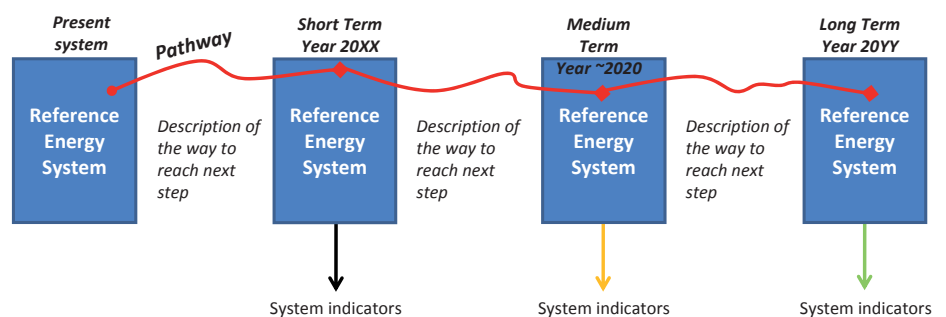 Present
system
Pathway
Short Term
Year 20XX
Medium
Term
Year ~2020
Long Term
Year 20YY
Reference
Energy
System
Description of
the way to
reach next
step
Reference
Energy
System
Description of
the way to
reach next
step
Reference
Energy
System
Description of
the way to
reach next
step
Reference
Energy
System
System indicators
System indicators
System indicators